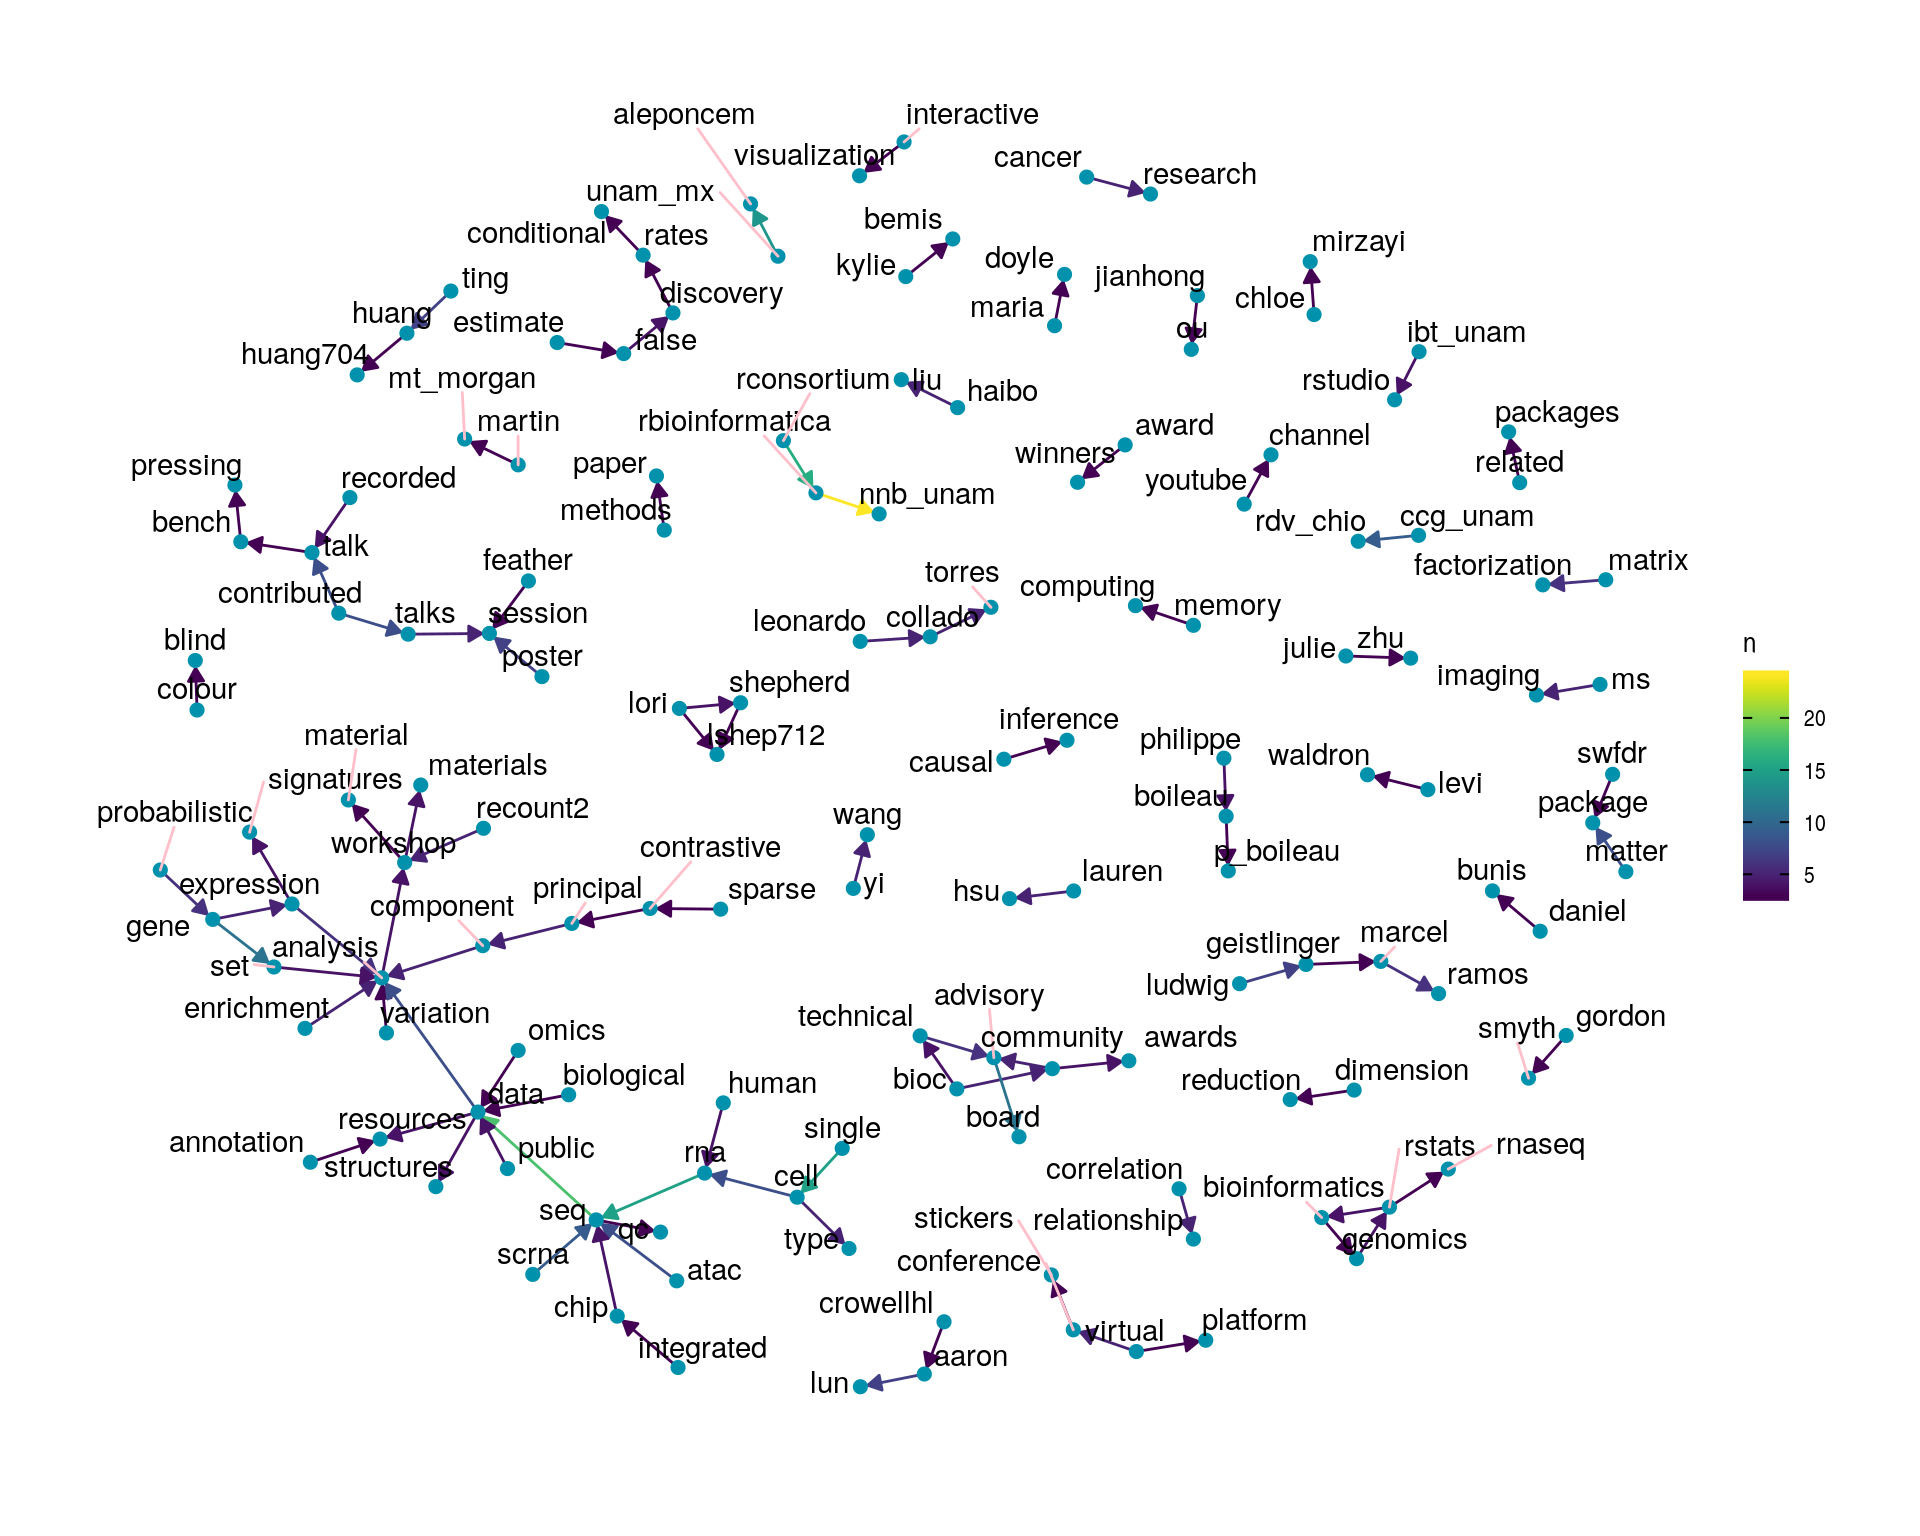 aleponcem
interactive
visualization
cancer
research
unam_mx
conditional
rates
bemis
kylie
doyle
maria
jianhong
ou
mirzayi
chloe
ting
huang
huang704
discovery
estimate
false
ibt_unam
rstudio
mt_morgan
martin
rconsortium
rbioinformatica
liu
haibo
nnb_unam
award
winners
channel
youtube
packages
related
pressing
recorded
bench
talk
paper
methods
rdv_chio
ccg_unam
factorization
matrix
contributed
talks
feather
session
poster
torres
leonardo
collado
computing
memory
blind
colour
julie
zhu
imaging
ms
n
20
15
10
5
lori
shepherd
lshep712
inference
causal
philippe
boileau
p_boileau
waldron
levi
swfdr
package
matter
material
signatures
materials
probabilistic
recount2
workshop
wang
yi
contrastive
principal
sparse
expression
component
gene
analysis
set
enrichment
variation
hsu
lauren
bunis
daniel
geistlinger
marcel
ludwig
ramos
advisory
technical
community
awards
bioc
board
smyth
gordon
omics
biological
data
resources
annotation
structures
public
human
single
rna
cell
type
reduction
dimension
seq
qc
scrna
atac
chip
integrated
correlation
relationship
rstats
rnaseq
bioinformatics
genomics
stickers
conference
virtual
platform
crowellhl
aaron
lun